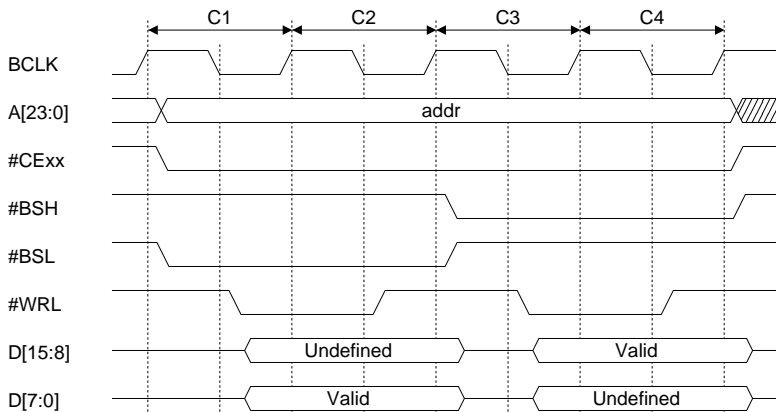 C1 C2 C3 C4
BCLK
A[23:0] addr
#CExx
#BSH
#BSL
#WRL
D[15:8] Undefined Valid
D[7:0] Valid Undefined